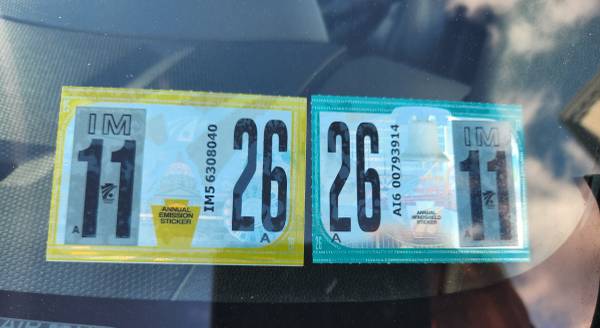 IM
11
A
ANNUAL
EMISSION
STICKER
IM5 6308040
26
A
26
A
A16 00793914
ANNUAL
WINDSHIELD
STICKER
IM
11
A
26